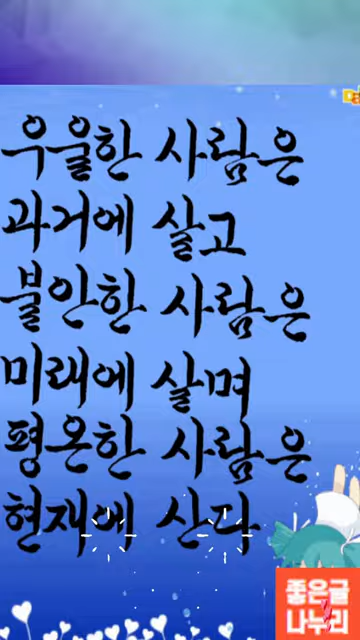 우울한 사람은
과거에 살고
불안한 사람은
미래에 살며
평온한 사람은
현재에 산다
좋은글
나누리